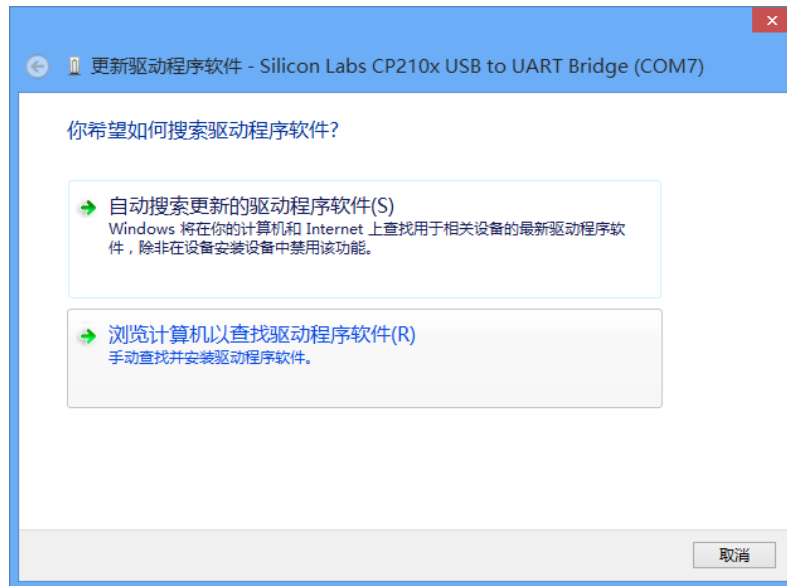 更新驱动程序软件 - Silicon Labs CP210x USB to UART Bridge (COM7)
你希望如何搜索驱动程序软件?
自动搜索更新的驱动程序软件(S)
Windows 将在你的计算机和 Internet 上查找用于相关设备的最新驱动程序软
件，除非在设备安装设备中禁用该功能。
浏览计算机以查找驱动程序软件(R)
手动查找并安装驱动程序软件。
取消